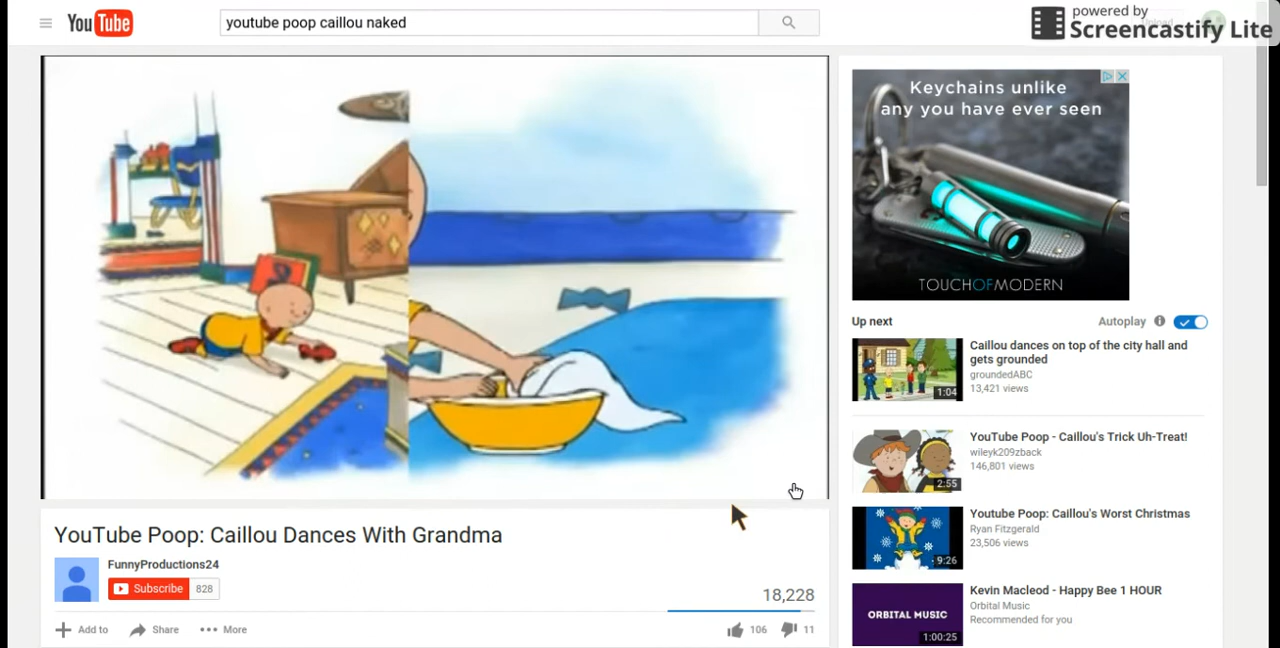 YouTube
youtube poop caillou naked
powered by
Screencastify Lite
Keychains unlike
any you have ever seen
TOUCHOFMODERN
Up next
Autoplay
Caillou dances on top of the city hall and
gets grounded
groundedABC
13,421 views
1:04
YouTube Poop - Caillou's Trick Uh-Treat!
wileyk209zback
146,801 views
2:55
Youtube Poop: Caillou's Worst Christmas
Ryan Fitzgerald
23,506 views
9:26
Kevin Macleod - Happy Bee 1 HOUR
Orbital Music
Recommended for you
ORBITAL MUSIC
1:00:25
YouTube Poop: Caillou Dances With Grandma
FunnyProductions24
Subscribe 828
18,228
Add to Share More
106 11